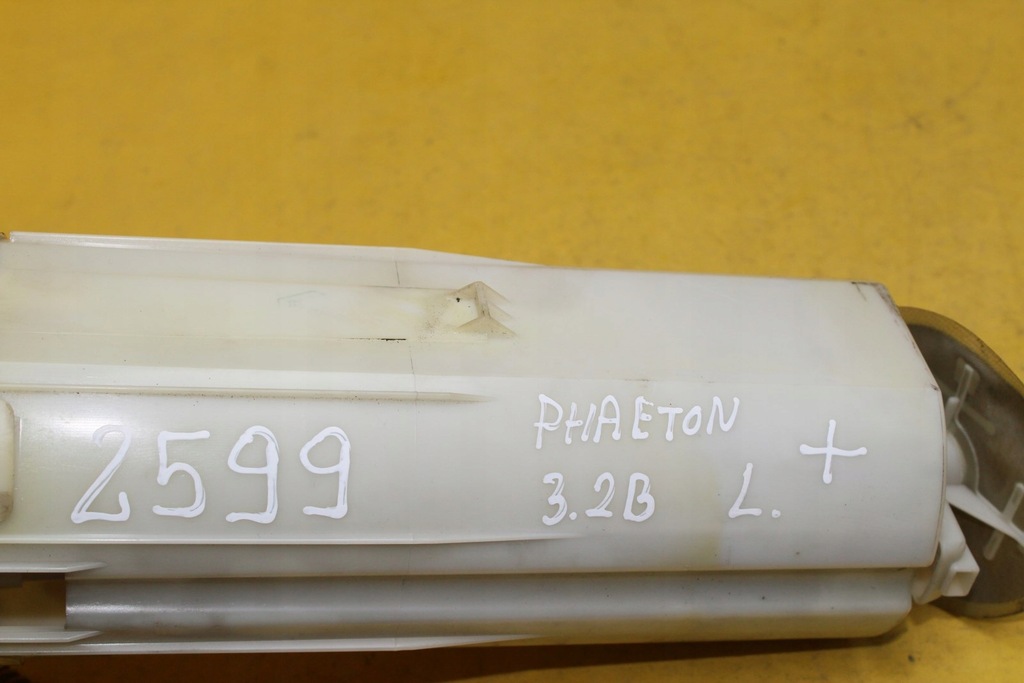 2599
PHAETON
3.2B L. +